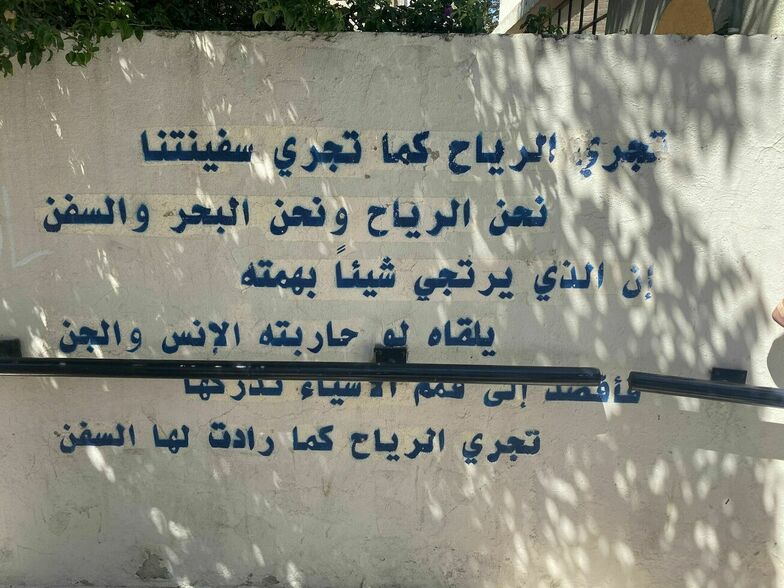 تجري الرياح كما تجري سفينتنا
نحن الرياح ونحن البحر والسفن
إن الذي يرتجي شيئاً بهمته
يلقاه لو حاربته الإنس والجن
فأقصد إلى قمم الأشياء تدركها
تجري الرياح كما رادت لها السفن